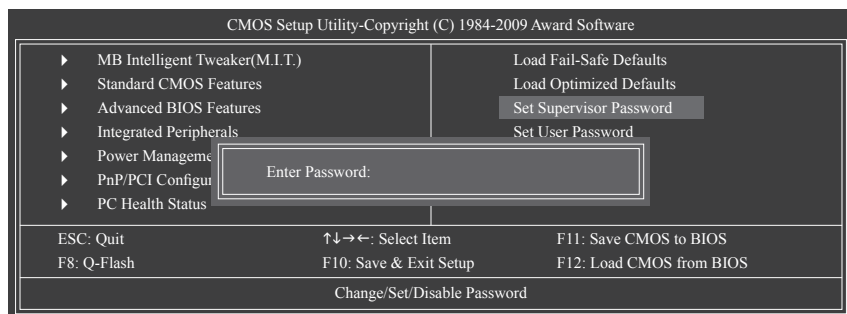 CMOS Setup Utility-Copyright (C) 1984-2009 Award Software
MB Intelligent Tweaker(M.I.T.)
Standard CMOS Features
Advanced BIOS Features
Integrated Peripherals
Power Manageme
PnP/PCI Configur
PC Health Status
Load Fail-Safe Defaults
Load Optimized Defaults
Set Supervisor Password
Set User Password
Enter Password:
ESC: Quit ↑↓→←: Select Item F11: Save CMOS to BIOS
F8: Q-Flash F10: Save & Exit Setup F12: Load CMOS from BIOS
Change/Set/Disable Password